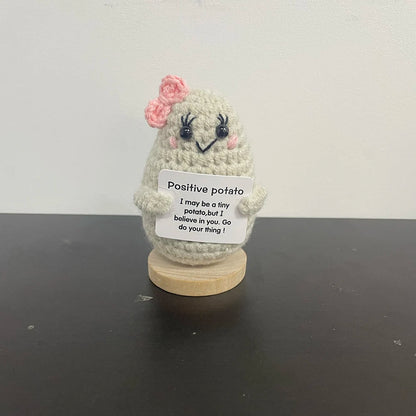 Positive potato
I may be a tiny
potato,but I
believe in you. Go
do your thing !